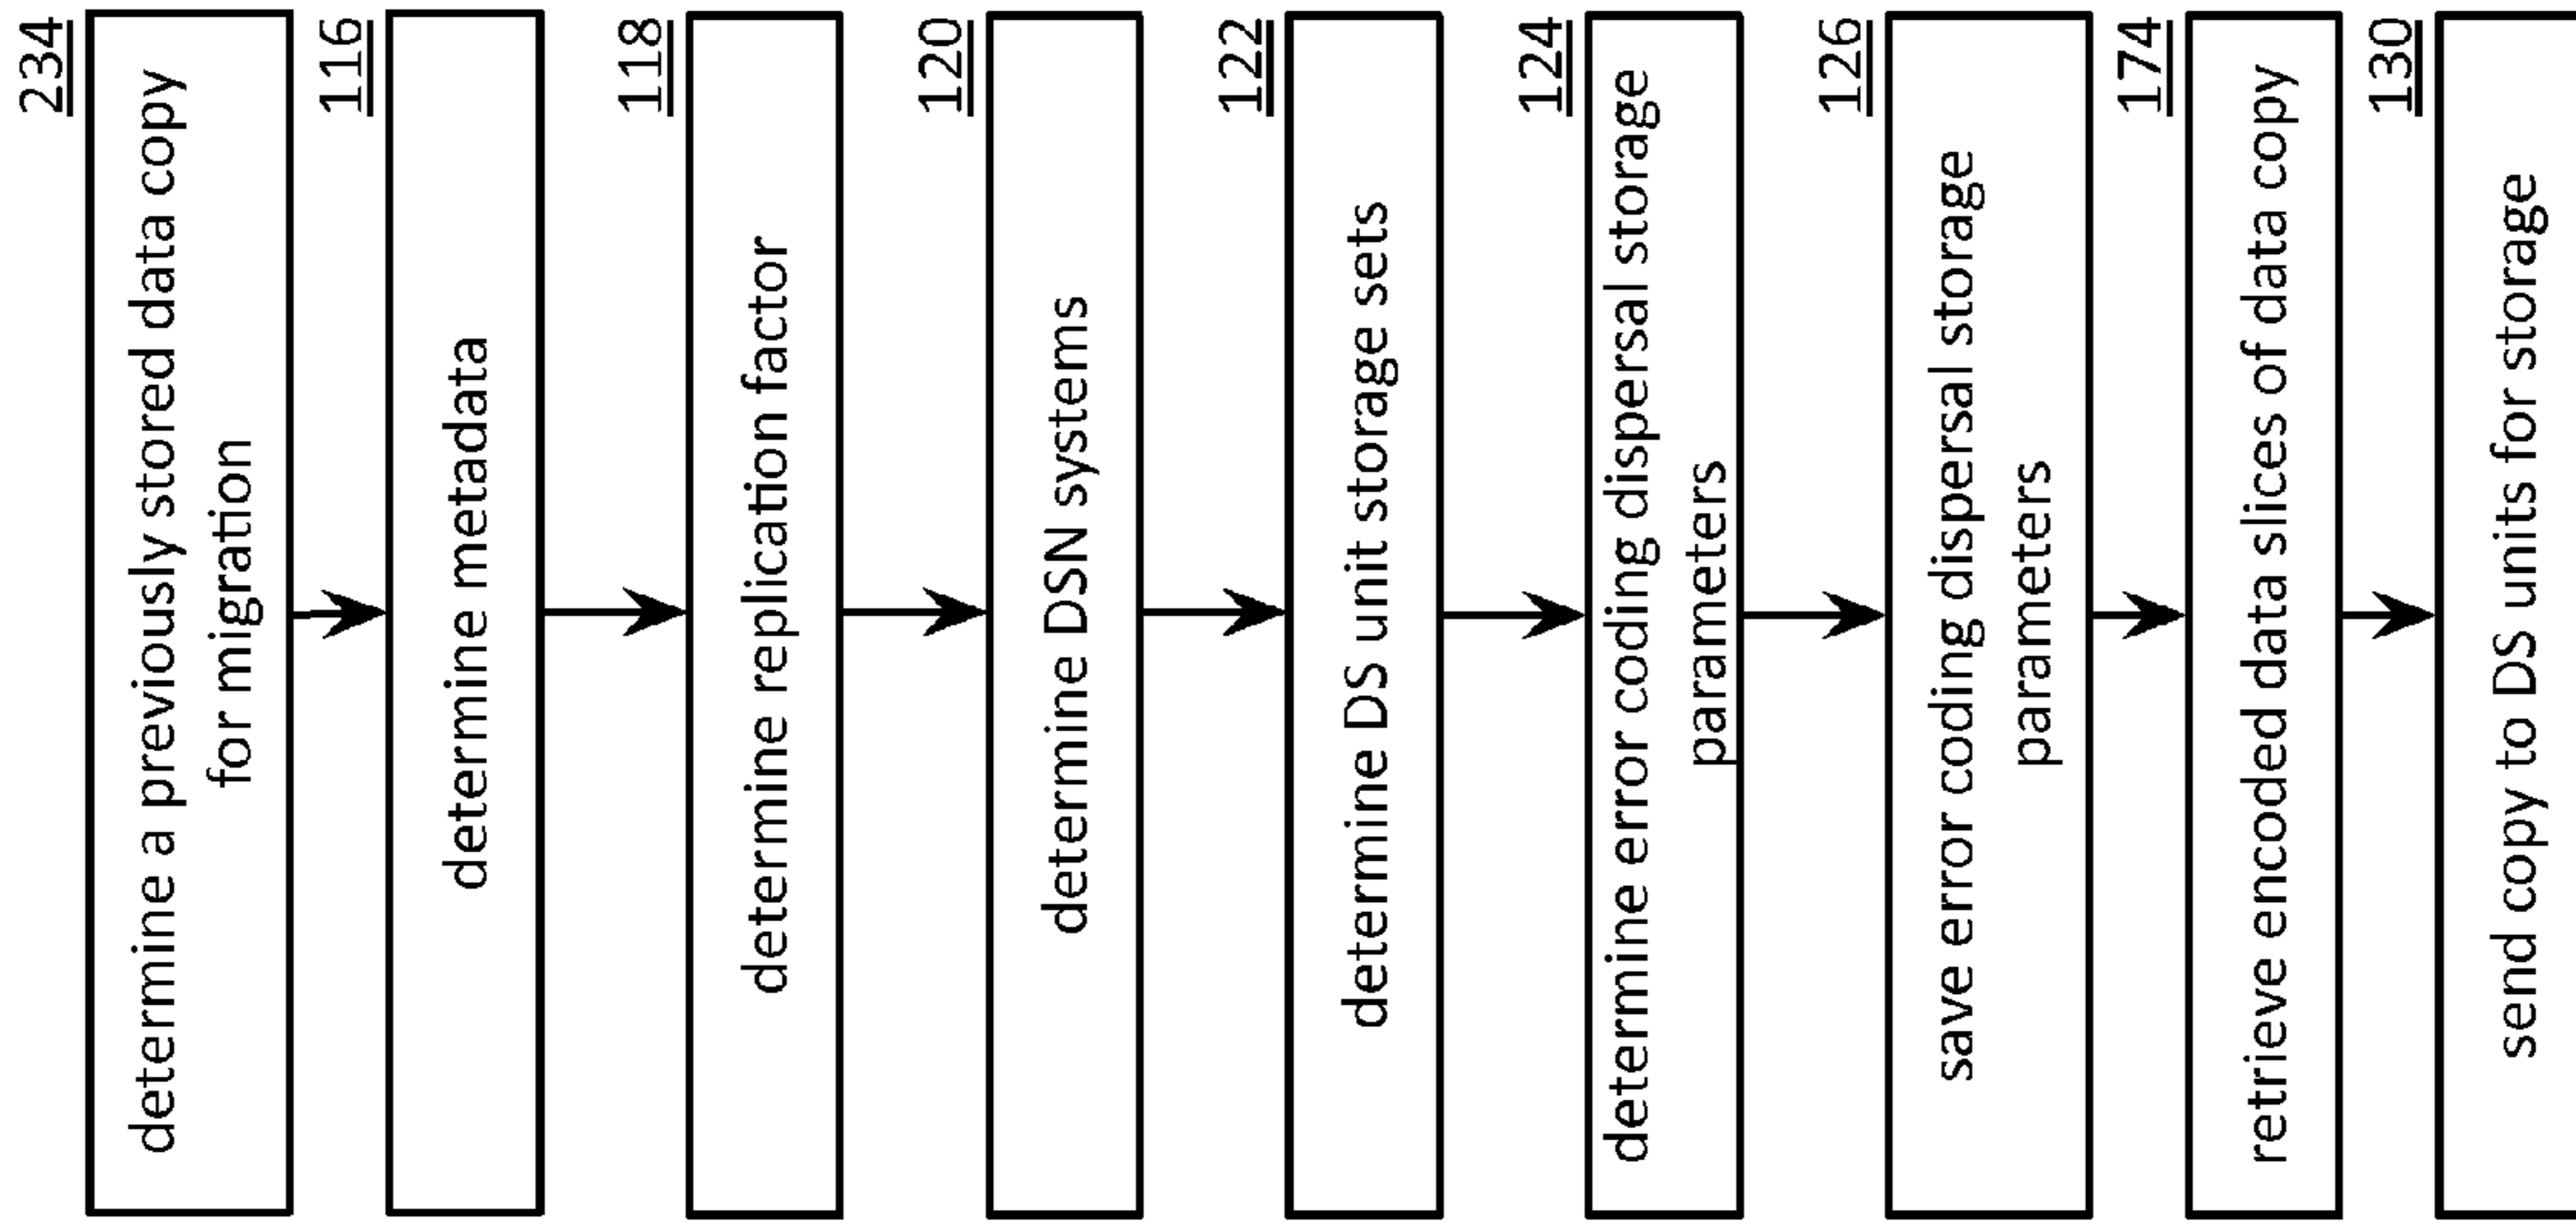 234
determine a previously stored data copy
for migration
116
determine metadata
118
determine replication factor
120
determine DSN systems
122
determine DS unit storage sets
124
determine error coding dispersal storage
parameters
126
save error coding dispersal storage
parameters
174
retrieve encoded data slices of data copy
130
send copy to DS units for storage